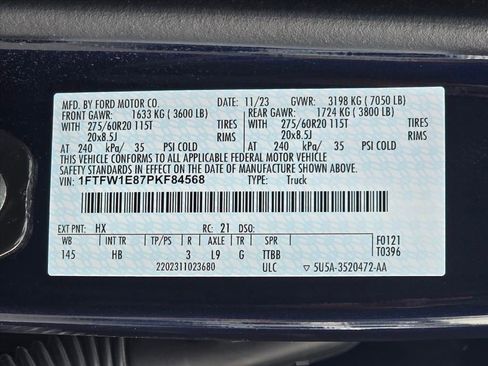 MFD. BY FORD MOTOR CO. DATE: 11/23 GVWR: 3198 KG ( 7050 LB)
FRONT GAWR: 1633 KG ( 3600 LB) REAR GAWR: 1724 KG ( 3800 LB)
WITH 275/60R20 115T TIRES WITH 275/60R20 115T TIRES
20x8.5J RIMS 20x8.5J RIMS
AT 240 kPa/ 35 PSI COLD AT 240 kPa/ 35 PSI COLD
THIS VEHICLE CONFORMS TO ALL APPLICABLE FEDERAL MOTOR VEHICLE
SAFETY STANDARDS IN EFFECT ON THE DATE OF MANUFACTURE SHOWN ABOVE.
VIN: 1FTFW1E87PKF84568 TYPE: Truck
EXT PNT: HX RC: 21 DSO:
WB INT TR TP/PS R AXLE TR SPR F0121
145 HB 3 L9 G TTBB T0396
2202311023680 ULC 5U5A-3520472-AA